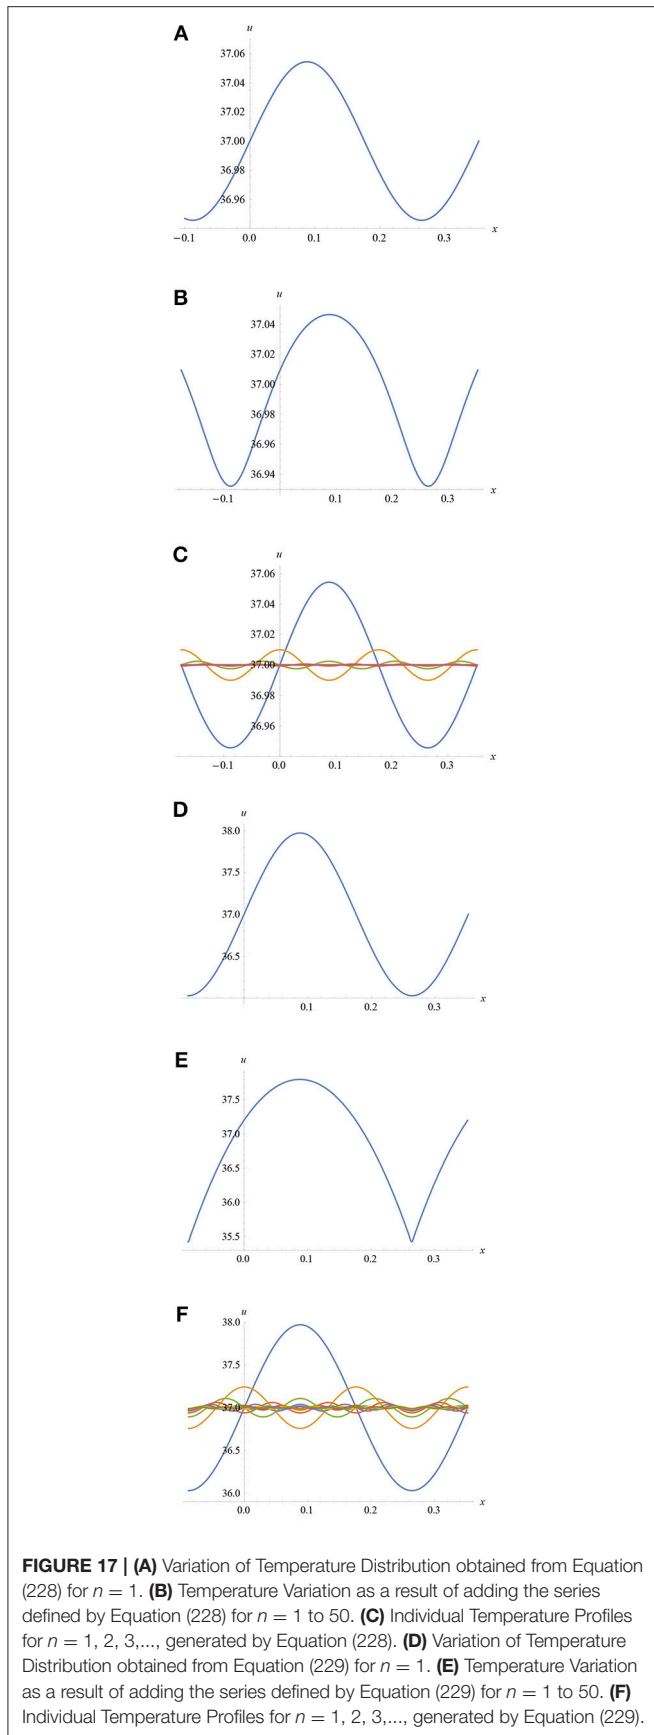 A
u
37.06
37.04
37.02
37.00
36.98
36.96
−0.1 0.0 0.1 0.2 0.3 x
B
u
37.04
37.02
37.00
36.98
36.96
36.94
−0.1 0.1 0.2 0.3 x
C
u
37.06
37.04
37.02
37.00
36.98
36.96
−0.1 0.0 0.1 0.2 0.3 x
D
u
38.0
37.5
37.0
36.5
0.1 0.2 0.3 x
E
u
37.5
37.0
36.5
36.0
35.5
0.0 0.1 0.2 0.3 x
F
u
38.0
37.5
37.0
36.5
36.0
0.0 0.1 0.2 0.3 x
FIGURE 17 | (A) Variation of Temperature Distribution obtained from Equation
(228) for n = 1. (B) Temperature Variation as a result of adding the series
defined by Equation (228) for n = 1 to 50. (C) Individual Temperature Profiles
for n = 1, 2, 3,..., generated by Equation (228). (D) Variation of Temperature
Distribution obtained from Equation (229) for n = 1. (E) Temperature Variation
as a result of adding the series defined by Equation (229) for n = 1 to 50. (F)
Individual Temperature Profiles for n = 1, 2, 3,..., generated by Equation (229).